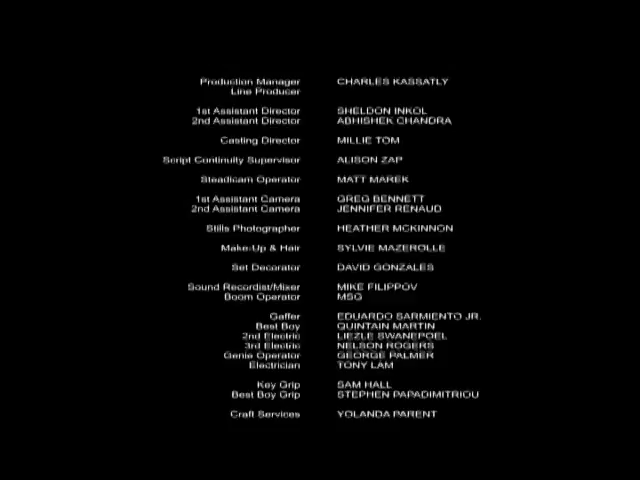 Production Manager CHARLES KASSATLY
Line Producer
1st Assistant Director SHELDON INKOL
2nd Assistant Director ABHISHEK CHANDRA
Casting Director MILLIE TOM
Script Continuity Supervisor ALISON ZAP
Steadicam Operator MATT MAREK
1st Assistant Camera GREG BENNETT
2nd Assistant Camera JENNIFER RENAUD
Stills Photographer HEATHER MCKINNON
Make-Up & Hair SYLVIE MAZEROLLE
Set Decorator DAVID GONZALES
Sound Recordist/Mixer MIKE FILIPPOV
Boom Operator MSG
Gaffer EDUARDO SARMIENTO JR.
Best Boy QUINTAIN MARTIN
2nd Electric LIEZLE SWANEPOEL
3rd Electric NELSON ROGERS
Genie Operator GEORGE PALMER
Electrician TONY LAM
Key Grip SAM HALL
Best Boy Grip STEPHEN PAPADIMITRIOU
Craft Services YOLANDA PARENT